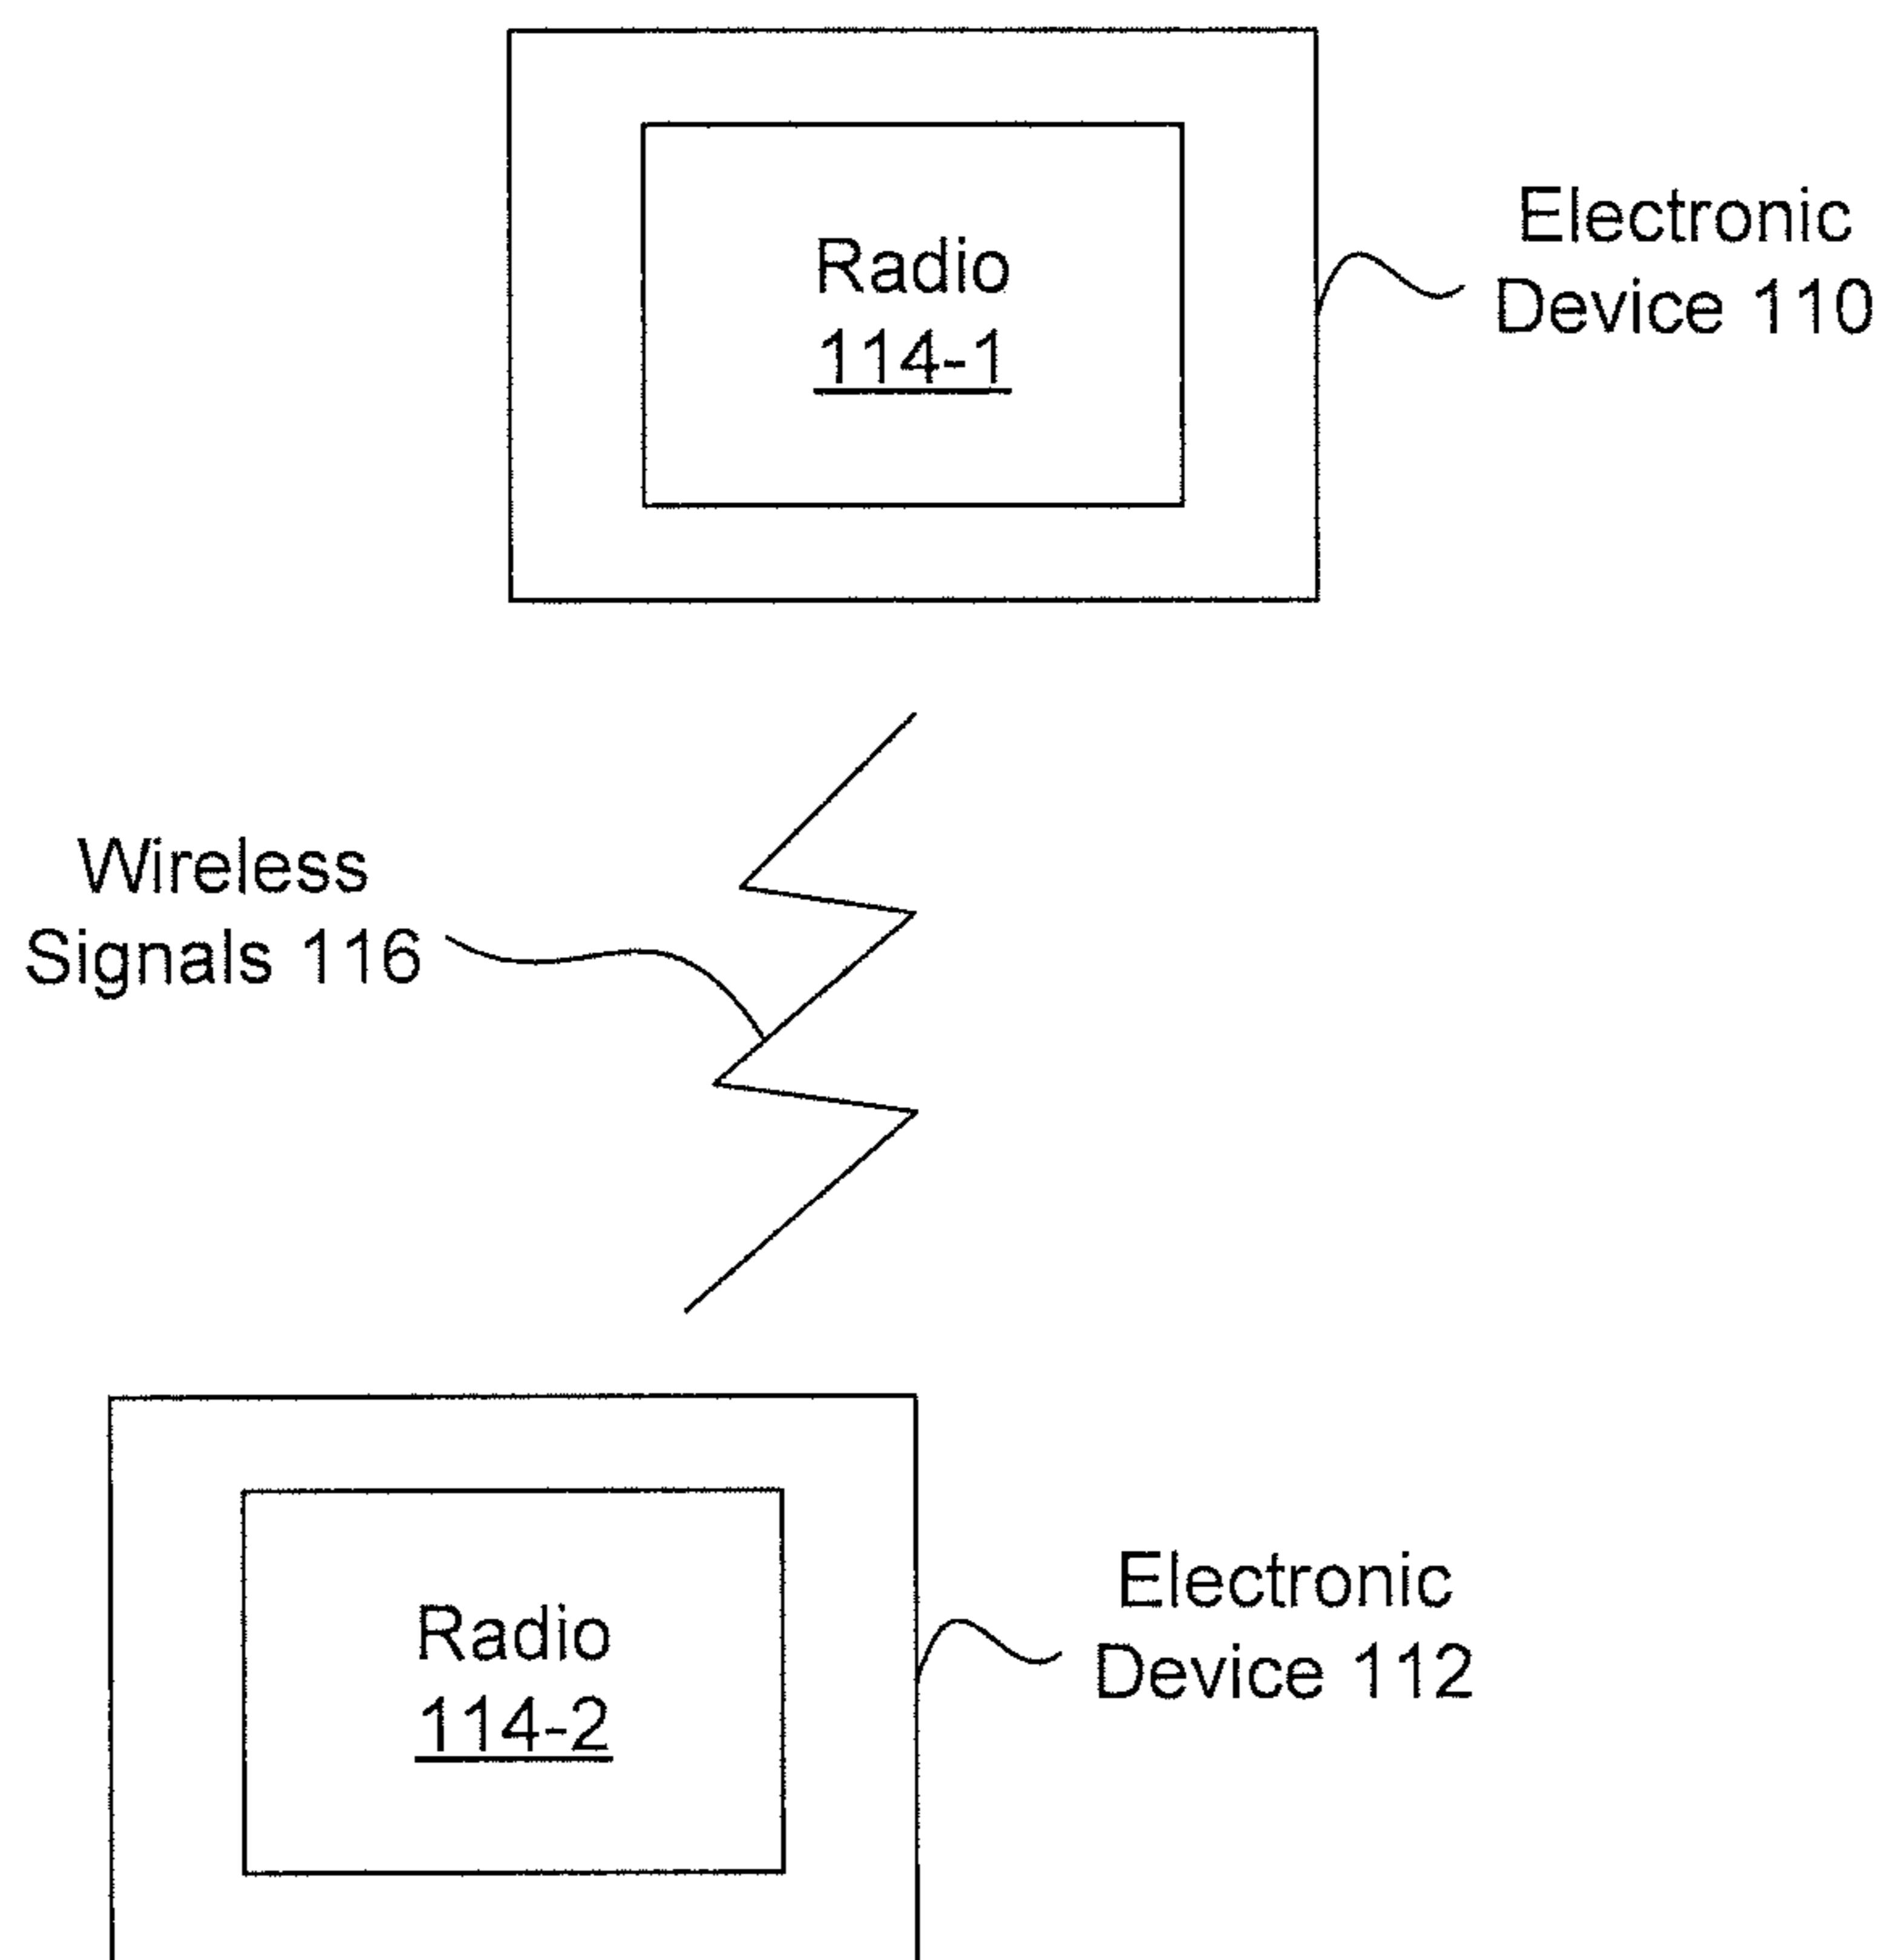 Radio
114-1
Electronic
Device 110
Wireless
Signals 116
Radio
114-2
Electronic
Device 112